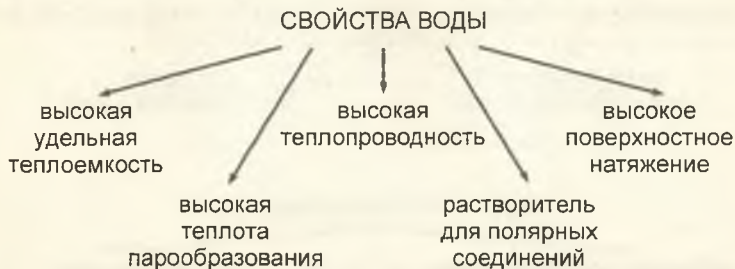 СВОЙСТВА ВОДЫ
высокая
удельная
теплоемкость
высокая
теплота
парообразования
высокая
теплопроводность
растворитель
для полярных
соединений
высокое
поверхностное
натяжение